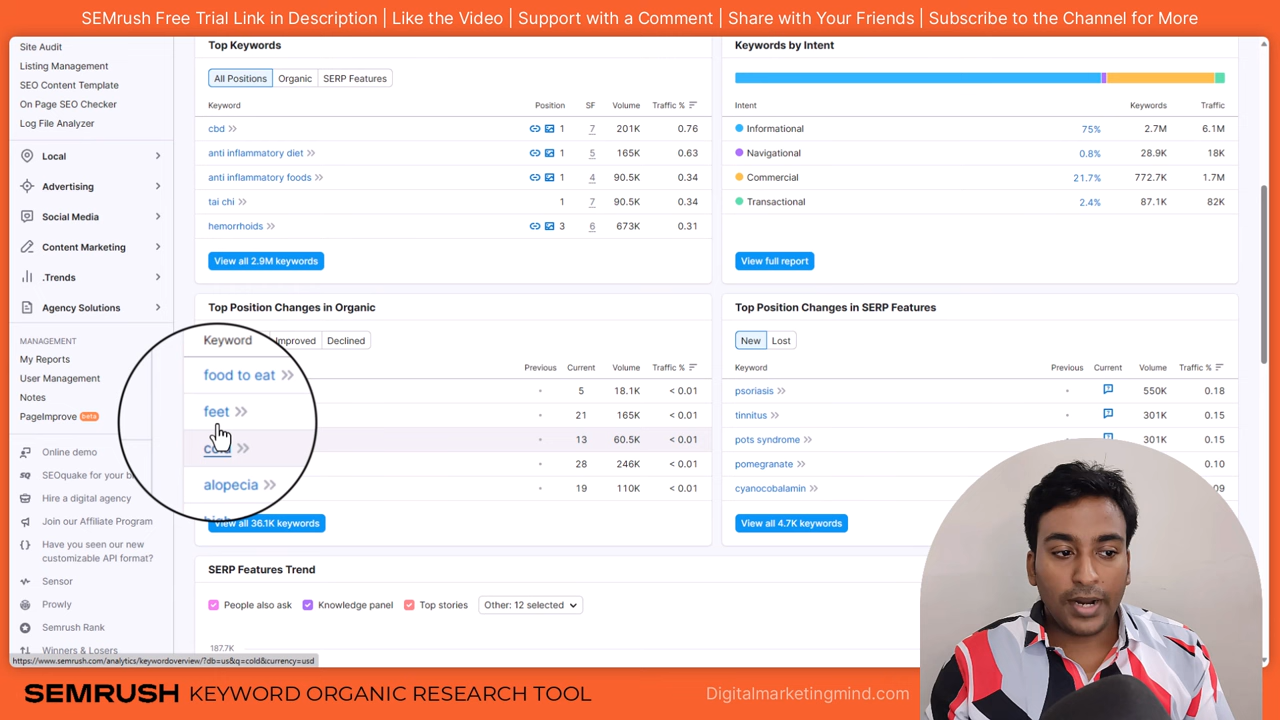 SEMrush Free Trial Link in Description | Like the Video | Support with a Comment | Share with Your Friends | Subscribe to the Channel for More
Site Audit
Listing Management
SEO Content Template
On Page SEO Checker
Log File Analyzer
Local
Advertising
Social Media
Content Marketing
.Trends
Agency Solutions
MANAGEMENT
My Reports
User Management
Notes
PageImprove beta
Online demo
SEOquake for your b
Hire a digital agency
Join our Affiliate Program
Have you seen our new
customizable API format?
Sensor
Prowly
Semrush Rank
Winners & Losers
https://www.semrush.com/analytics/keywordoverview/?db=us&q=cold&currency=usd
Top Keywords
All Positions Organic SERP Features
Keyword Position SF Volume Traffic %
cbd 1 7 201K 0.76
anti inflammatory diet 1 5 165K 0.63
anti inflammatory foods 1 4 90.5K 0.34
tai chi 1 7 90.5K 0.34
hemorrhoids 3 6 673K 0.31
View all 2.9M keywords
Keywords by Intent
Intent Keywords Traffic
Informational 75% 2.7M 6.1M
Navigational 0.8% 28.9K 18K
Commercial 21.7% 772.7K 1.7M
Transactional 2.4% 87.1K 82K
View full report
Top Position Changes in Organic
Improved Declined
Keyword Previous Current Volume Traffic %
food to eat 5 18.1K < 0.01
feet 21 165K < 0.01
cold 13 60.5K < 0.01
alopecia 28 246K < 0.01
19 110K < 0.01
View all 36.1K keywords
Top Position Changes in SERP Features
New Lost
Keyword Previous Current Volume Traffic %
psoriasis 550K 0.18
tinnitus 301K 0.15
pots syndrome 301K 0.15
pomegranate 0.10
cyanocobalamin 09
View all 4.7K keywords
SERP Features Trend
People also ask Knowledge panel Top stories Other: 12 selected
187.7K
SEMRUSH KEYWORD ORGANIC RESEARCH TOOL
Digitalmarketingmind.com